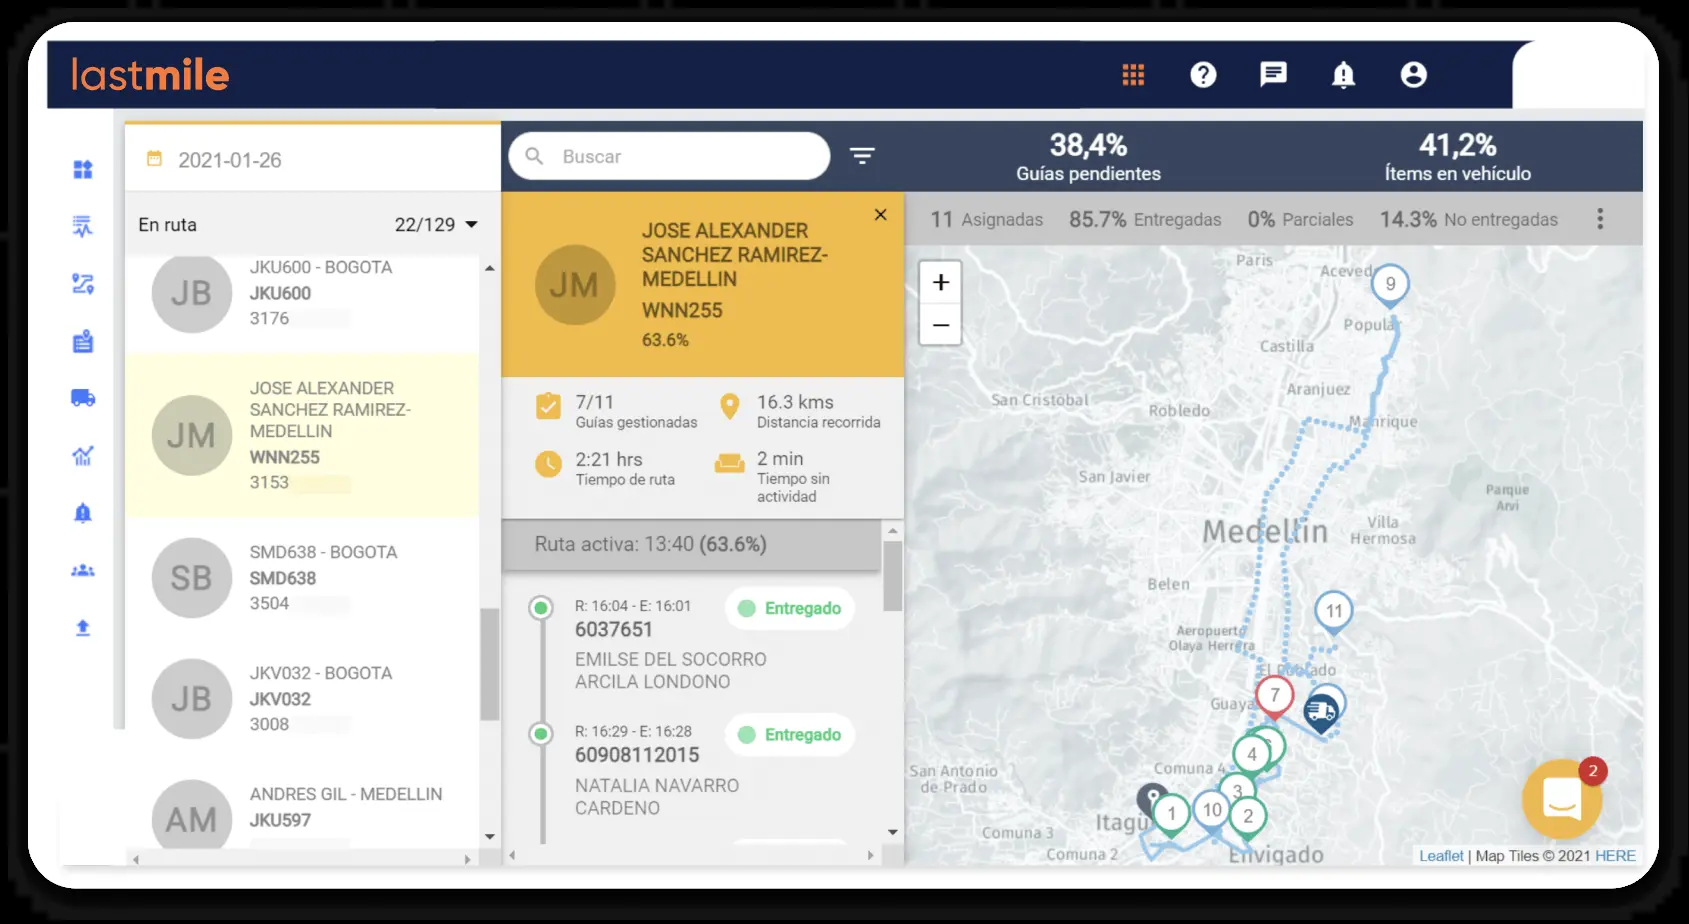 lastmile
2021-01-26
Buscar
38,4%
Guías pendientes
41,2%
Ítems en vehículo
En ruta
22/129
11 Asignadas
85.7% Entregadas
0% Parciales
14.3% No entregadas
JB
JKU600 - BOGOTA
JKU600
3176
JM
JOSE ALEXANDER
SANCHEZ RAMIREZ-
MEDELLIN
WNN255
3153
SB
SMD638 - BOGOTA
SMD638
3504
JB
JKV032 - BOGOTA
JKV032
3008
AM
ANDRES GIL - MEDELLIN
JKU597
JM
JOSE ALEXANDER
SANCHEZ RAMIREZ-
MEDELLIN
WNN255
63.6%
7/11
Guías gestionadas
16.3 kms
Distancia recorrida
2:21 hrs
Tiempo de ruta
2 min
Tiempo sin
actividad
Ruta activa: 13:40 (63.6%)
R: 16:04 - E: 16:01
Entregado
6037651
EMILSE DEL SOCORRO
ARCILA LONDONO
R: 16:29 - E: 16:28
Entregado
60908112015
NATALIA NAVARRO
CARDENO
+
−
Paris
9
Popular
Castilla
Aranjuez
San Cristobal
Robledo
Manrique
San Javier
Parque
Arvi
Medellín
Villa
Hermosa
Belen
11
Aeropuerto
Olaya Herrera
El Poblado
7
4
San Antonio
de Prado
Comuna 4
2
3
1
10
2
Comuna 3
Comuna 2
Envigado
Leaflet | Map Tiles © 2021 HERE